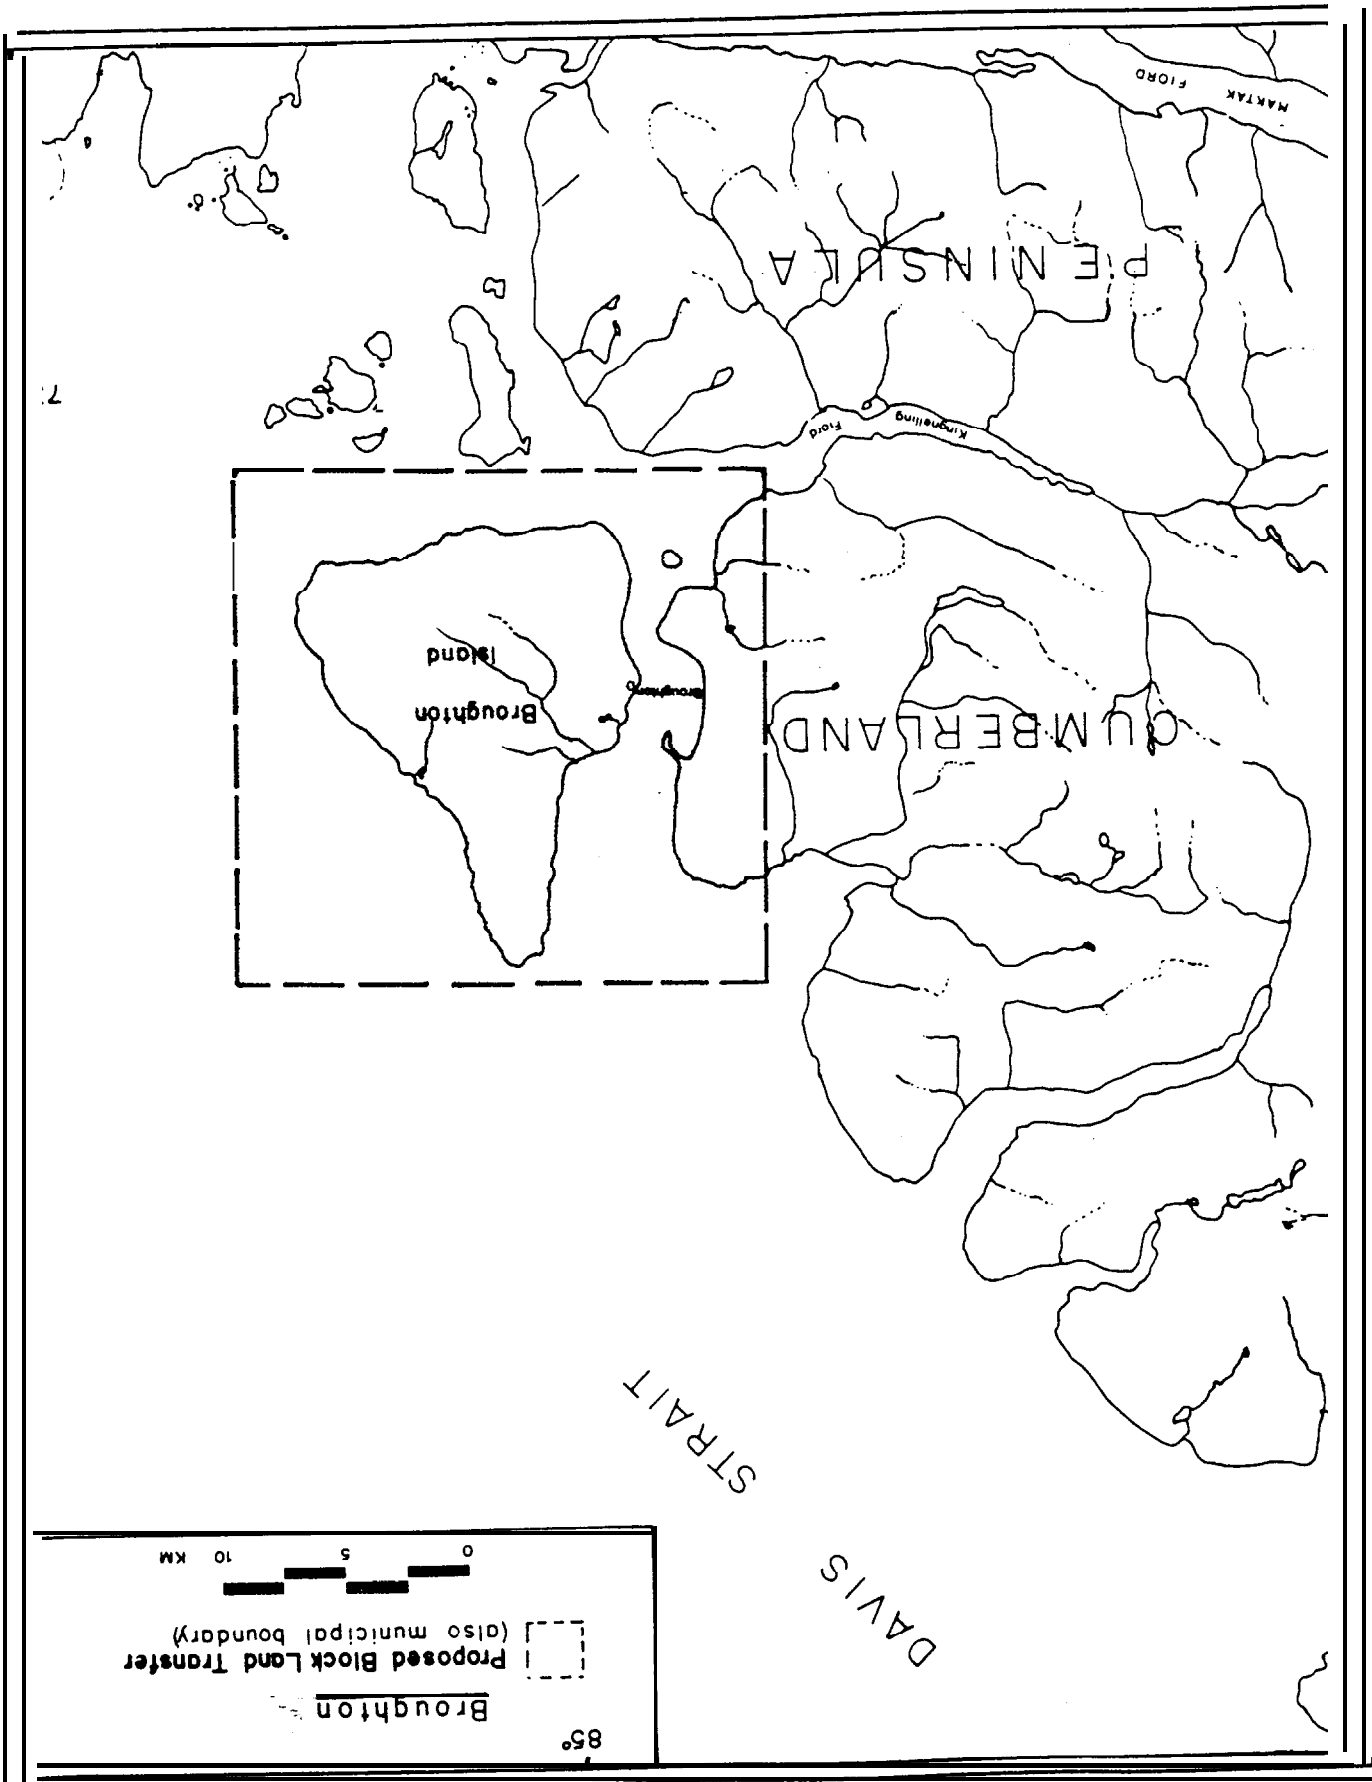 85°
Broughton
Proposed Block Land Transfer
(also municipal boundary)
0 5 10 KM
DAVIS
STRAIT
CUMBERLAND
Broughton
Broughton
Island
Kingnelling Fiord
PENINSULA
MAKTAK FIORD